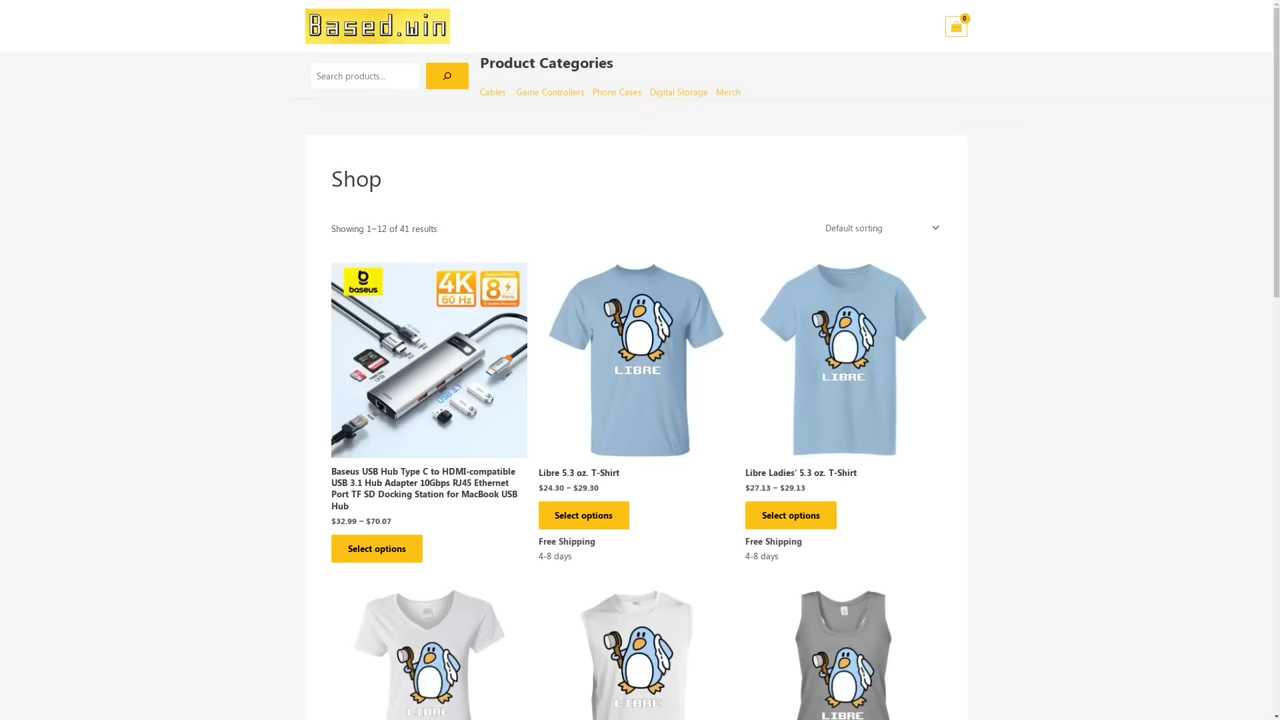 Based.win
0
Search products...
Product Categories
Cables Game Controllers Phone Cases Digital Storage Merch
Shop
Showing 1–12 of 41 results
Default sorting
baseus
4K
60 Hz
8
USB 3.1
LIBRE
LIBRE
Baseus USB Hub Type C to HDMI-compatible
USB 3.1 Hub Adapter 10Gbps RJ45 Ethernet
Port TF SD Docking Station for MacBook USB
Hub
$32.99 – $70.07
Select options
Libre 5.3 oz. T-Shirt
$24.30 – $29.30
Select options
Free Shipping
4-8 days
Libre Ladies' 5.3 oz. T-Shirt
$27.13 – $29.13
Select options
Free Shipping
4-8 days
LIBRE
LIBRE
LIBRE